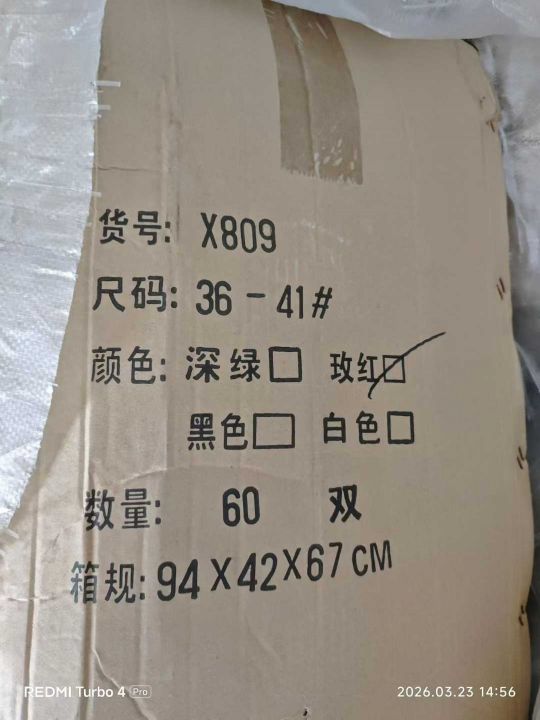 货号: X809
尺码: 36-41#
颜色: 深绿□ 玫红□
黑色□ 白色□
数量: 60 双
箱规: 94X42X67CM
REDMI Turbo 4 Pro
2026.03.23 14:56